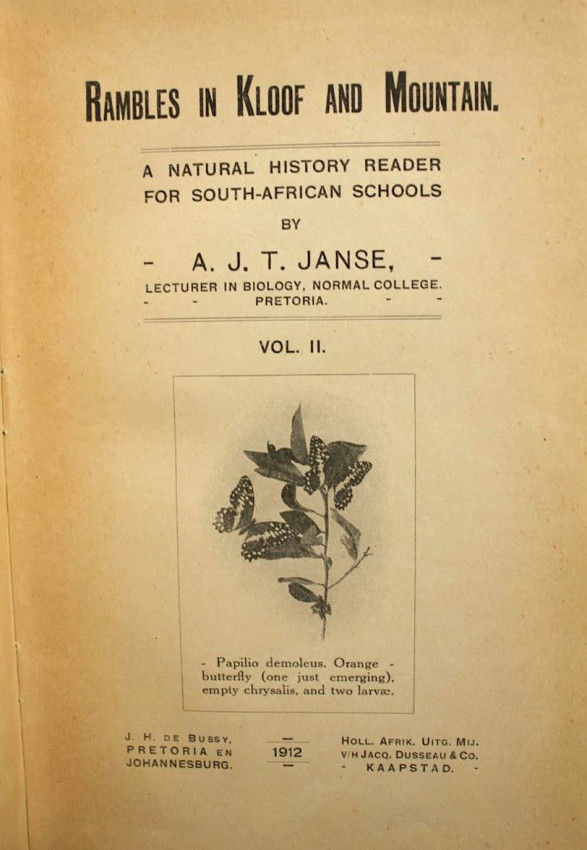 RAMBLES IN KLOOF AND MOUNTAIN.
A NATURAL HISTORY READER
FOR SOUTH-AFRICAN SCHOOLS
BY
- A. J. T. JANSE, -
LECTURER IN BIOLOGY, NORMAL COLLEGE.
- - PRETORIA. - -
VOL. II.
- Papilio demoleus. Orange -
butterfly (one just emerging),
empty chrysalis, and two larvæ.
J. H. DE BUSSY,
PRETORIA EN
JOHANNESBURG.
1912
HOLL. AFRIK. UITG. MIJ.
V/H JACQ. DUSSEAU & CO.
- KAAPSTAD. -